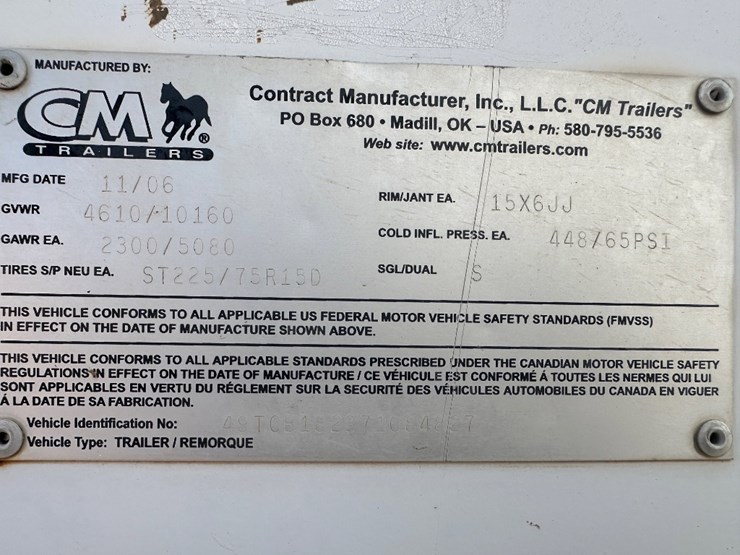 MANUFACTURED BY:
CM®
TRAILERS
Contract Manufacturer, Inc., L.L.C."CM Trailers"
PO Box 680 • Madill, OK – USA • Ph: 580-795-5536
Web site: www.cmtrailers.com
MFG DATE 11/06
GVWR 4610/10160
GAWR EA. 2300/5080
TIRES S/P NEU EA. ST225/75R15D
RIM/JANT EA. 15X6JJ
COLD INFL. PRESS. EA. 448/65PSI
SGL/DUAL S
THIS VEHICLE CONFORMS TO ALL APPLICABLE US FEDERAL MOTOR VEHICLE SAFETY STANDARDS (FMVSS)
IN EFFECT ON THE DATE OF MANUFACTURE SHOWN ABOVE.
THIS VEHICLE CONFORMS TO ALL APPLICABLE STANDARDS PRESCRIBED UNDER THE CANADIAN MOTOR VEHICLE SAFETY
REGULATIONS IN EFFECT ON THE DATE OF MANUFACTURE / CE VÉHICULE EST CONFORMÉ Á TOUTES LES NERMES QUI LUI
SONT APPLICABLES EN VERTU DU RÉGLEMENT SUR LA SECURITÉ DES VÉHICULES AUTOMOBILES DU CANADA EN VIGUER
Á LA DATE DE SA FABRICATION.
Vehicle Identification No:
Vehicle Type: TRAILER / REMORQUE